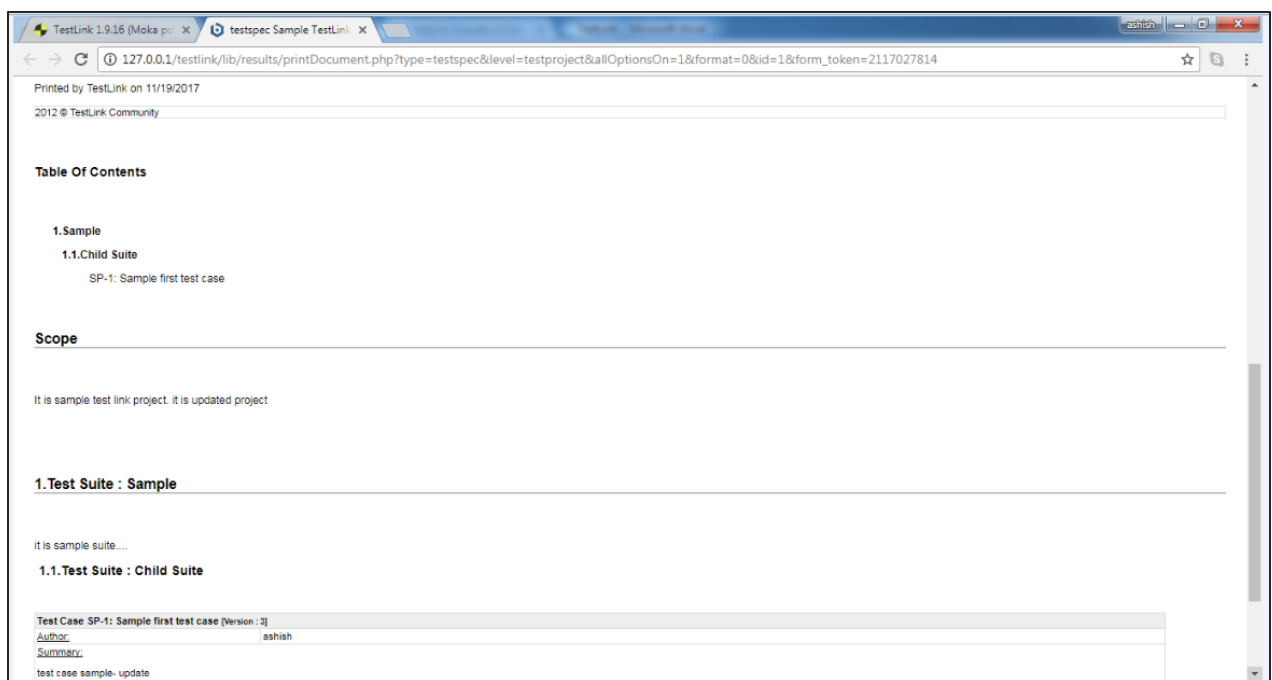 TestLink 1.9.16 (Moka po
testspec Sample TestLink
ashish
127.0.0.1/testlink/lib/results/printDocument.php?type=testspec&level=testproject&allOptionsOn=1&format=0&id=1&form_token=2117027814
Printed by TestLink on 11/19/2017
2012 © TestLink Community
Table Of Contents
1.Sample
1.1.Child Suite
SP-1: Sample first test case
Scope
It is sample test link project. it is updated project
1.Test Suite : Sample
it is sample suite....
1.1.Test Suite : Child Suite
Test Case SP-1: Sample first test case [Version : 3]
Author: ashish
Summary:
test case sample- update